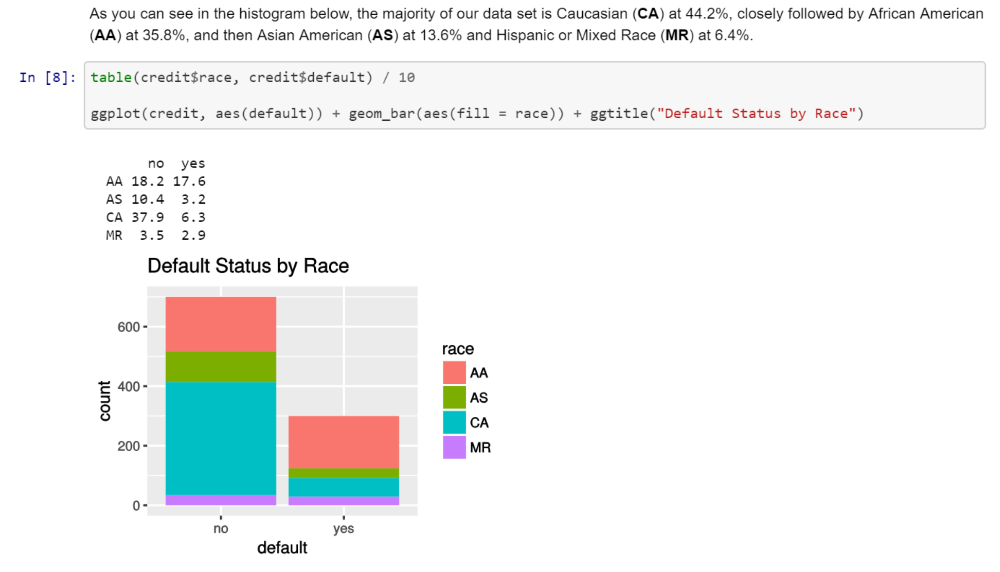 As you can see in the histogram below, the majority of our data set is Caucasian (CA) at 44.2%, closely followed by African American
(AA) at 35.8%, and then Asian American (AS) at 13.6% and Hispanic or Mixed Race (MR) at 6.4%.
In [8]: table(credit$race, credit$default) / 10
ggplot(credit, aes(default)) + geom_bar(aes(fill = race)) + ggtitle("Default Status by Race")
no yes
AA 18.2 17.6
AS 10.4 3.2
CA 37.9 6.3
MR 3.5 2.9
Default Status by Race
600
400
200
0
count
no yes
default
race
AA
AS
CA
MR